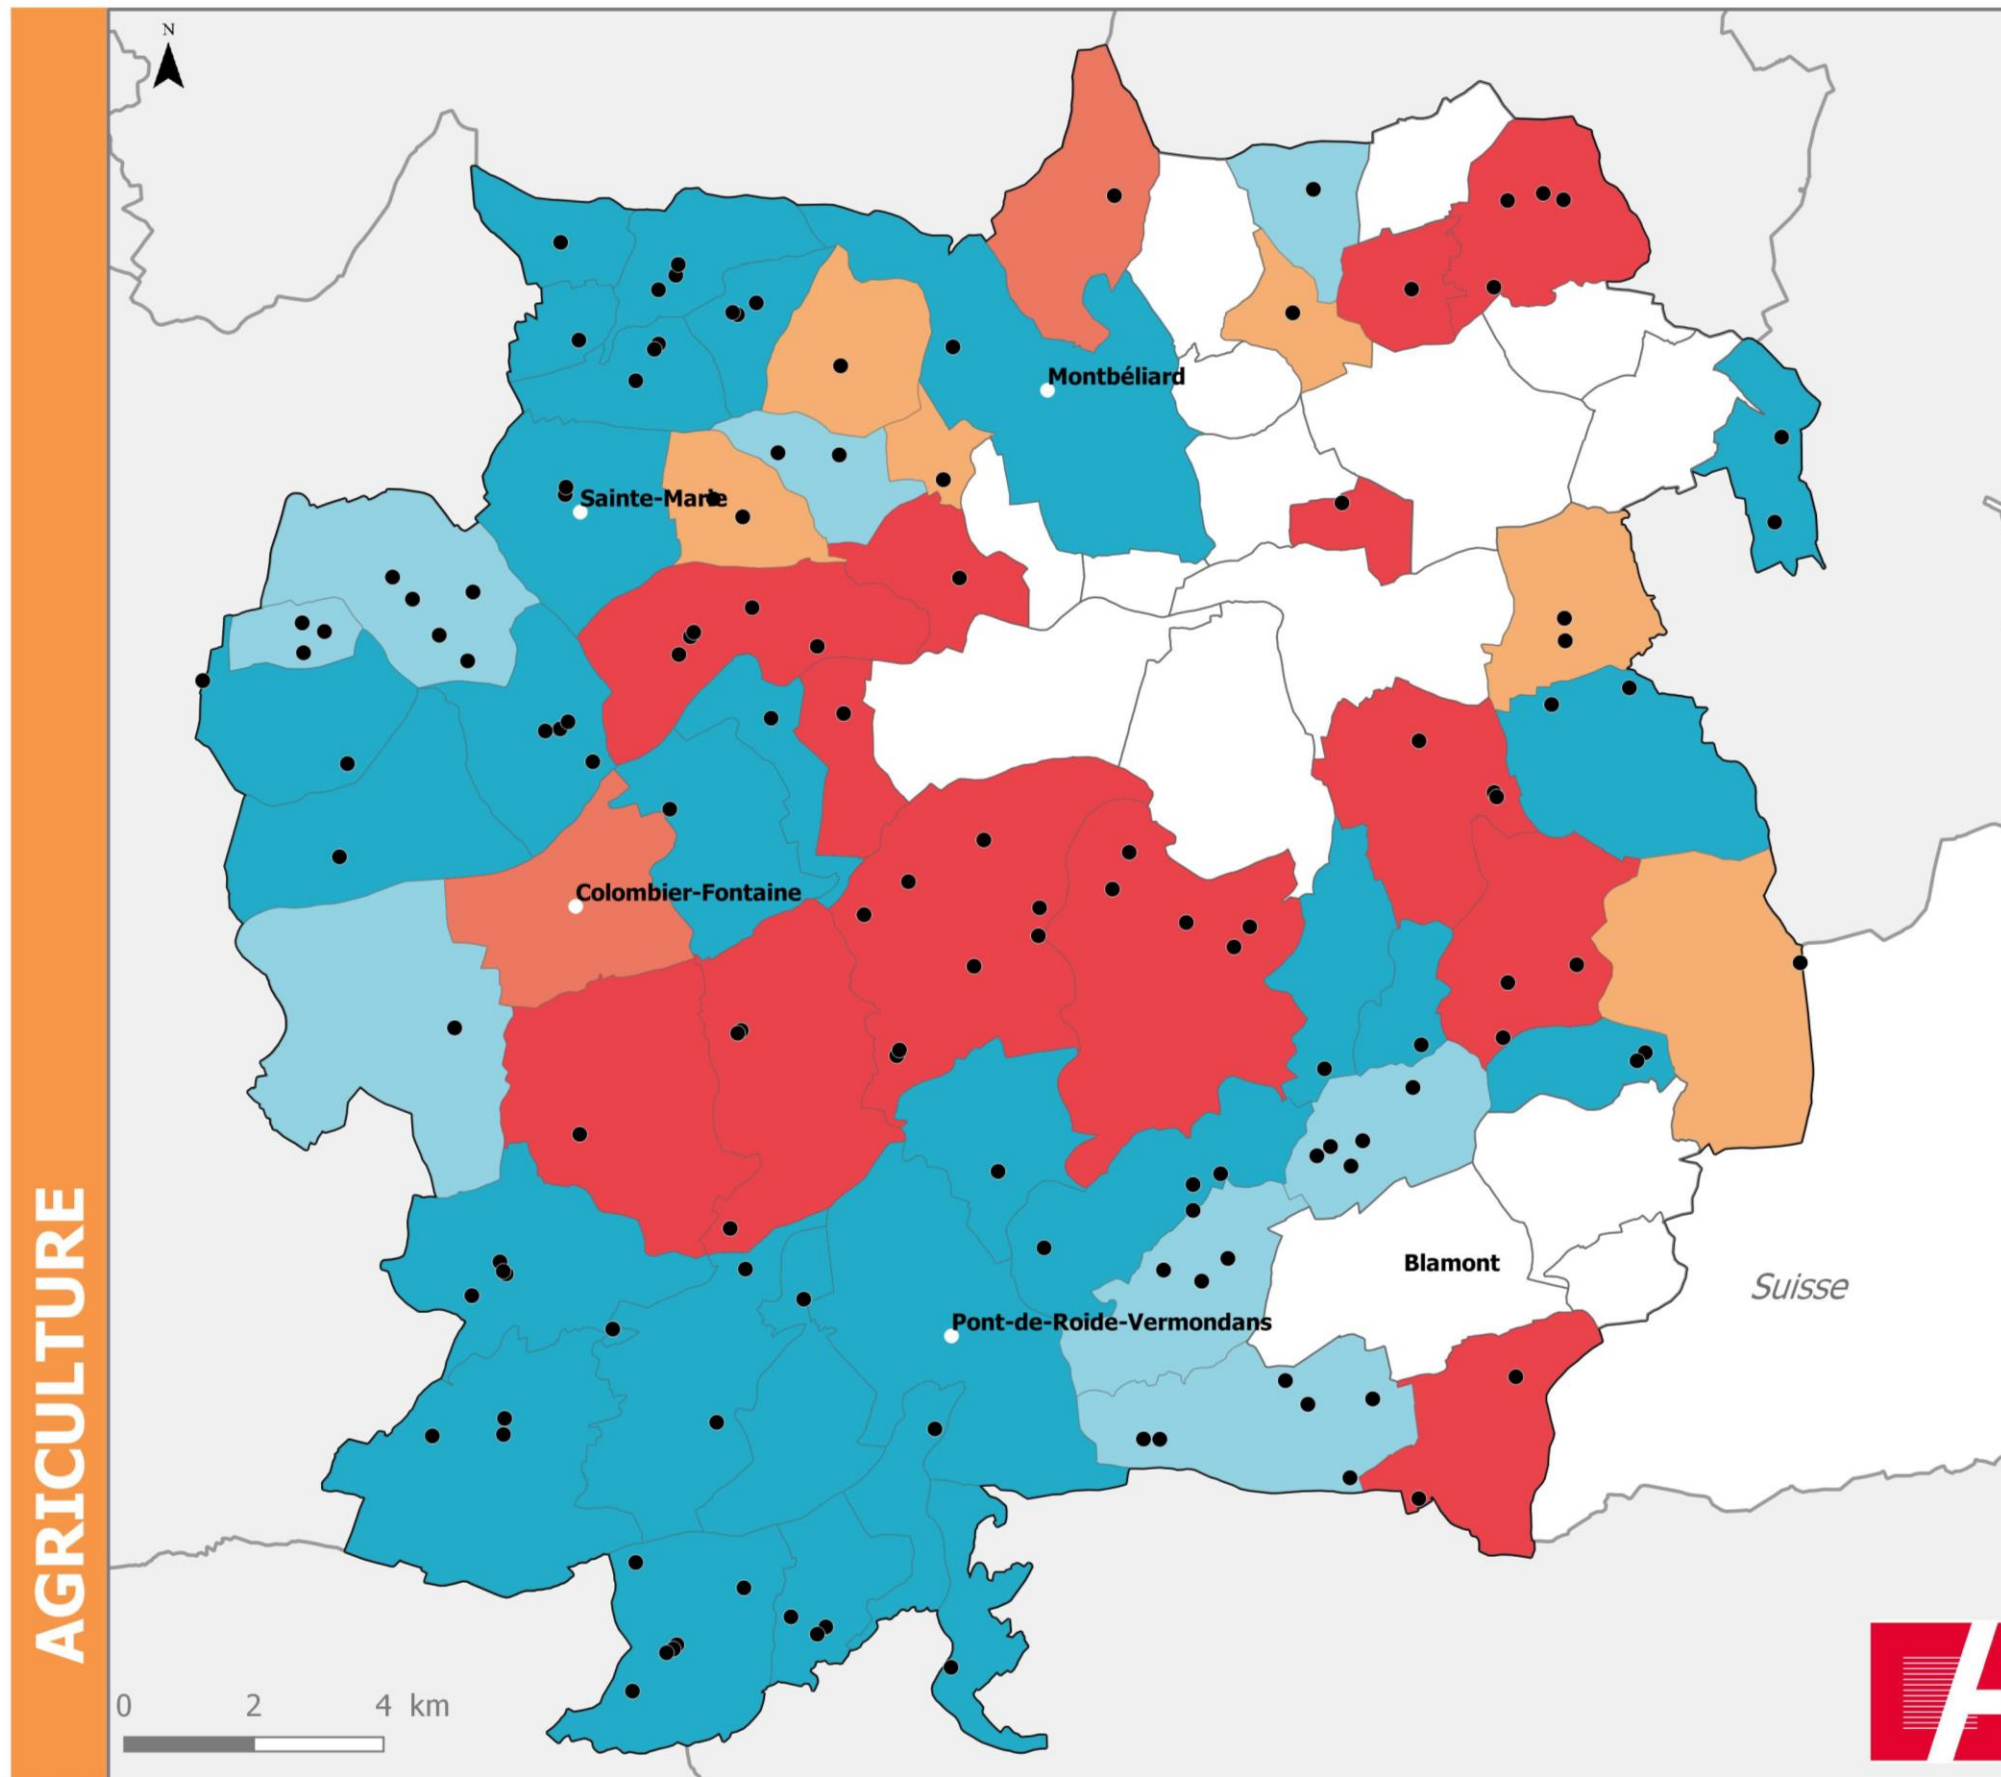 N
AGRICULTURE
Montbéliard
Sainte-Marie
Colombier-Fontaine
Blamont
Suisse
Pont-de-Roide-Vermondans
0 2 4 km